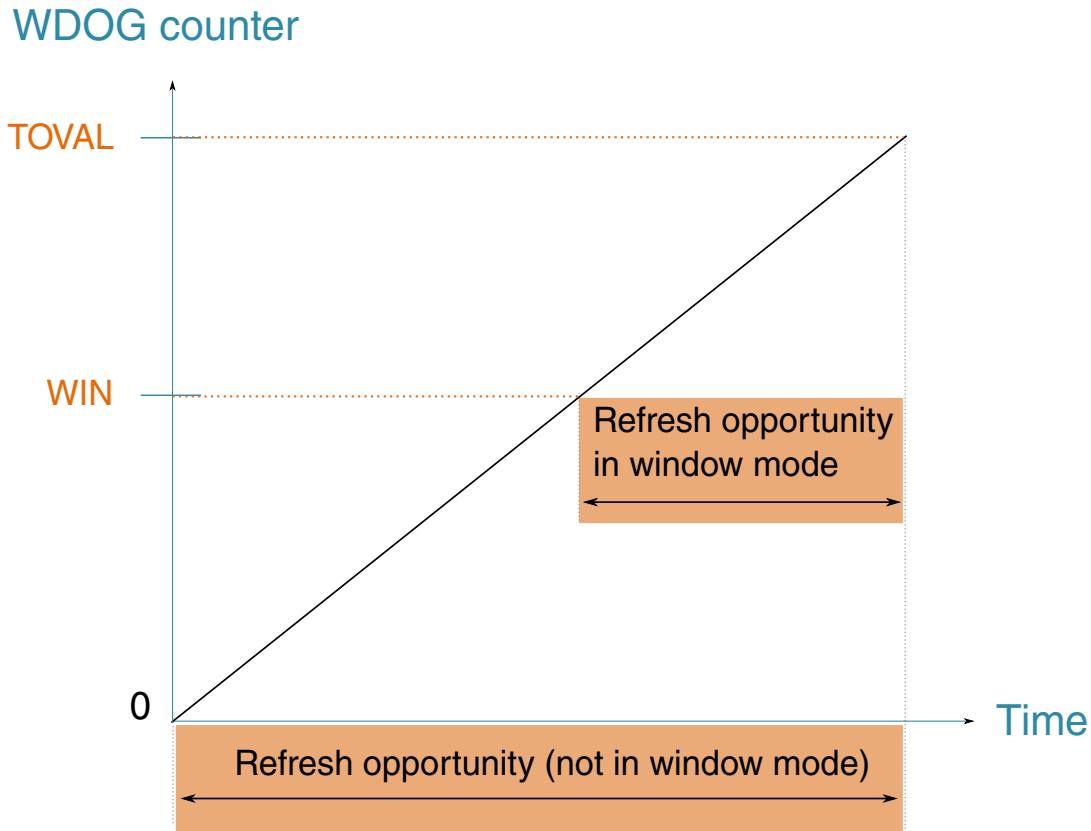 WDOG counter
TOVAL
WIN
Refresh opportunity
in window mode
0
Time
Refresh opportunity (not in window mode)